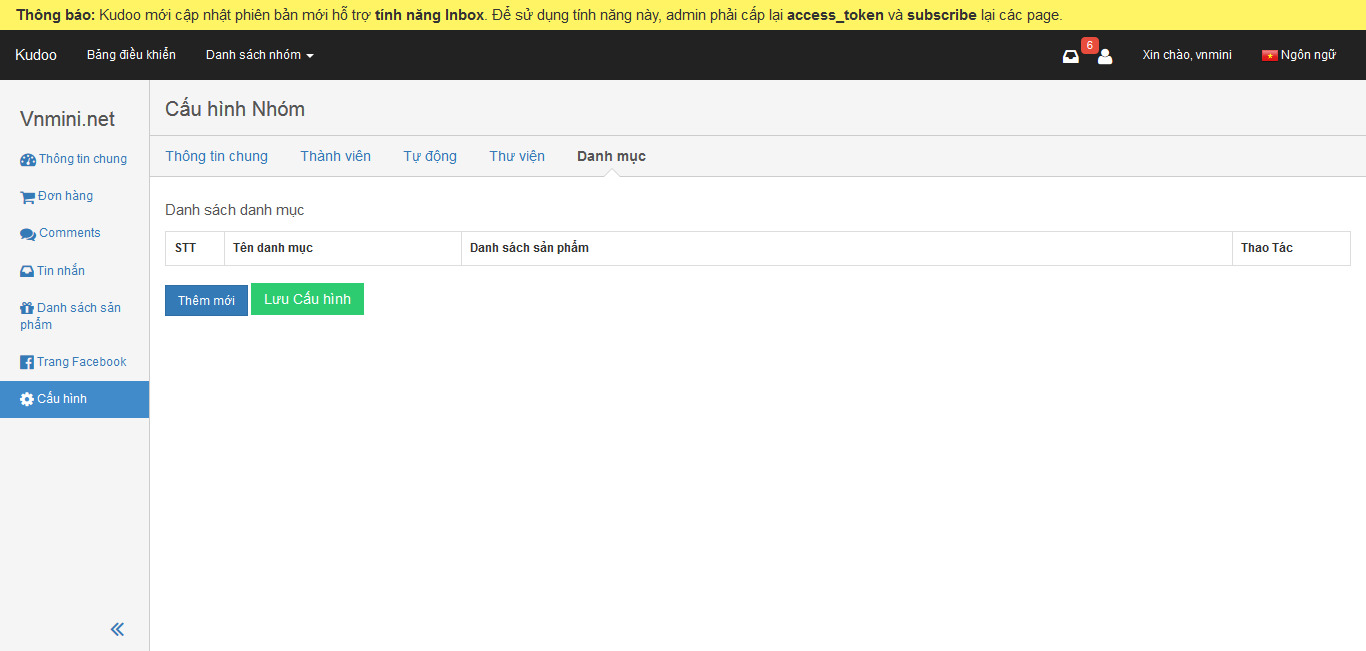 Thông báo: Kudoo mới cập nhật phiên bản mới hỗ trợ tính năng Inbox. Để sử dụng tính năng này, admin phải cấp lại access_token và subscribe lại các page.
Kudoo Bảng điều khiển Danh sách nhóm 6 Xin chào, vnmini Ngôn ngữ
Vnmini.net
Thông tin chung
Đơn hàng
Comments
Tin nhắn
Danh sách sản
phẩm
Trang Facebook
Cấu hình
Cấu hình Nhóm
Thông tin chung Thành viên Tự động Thư viện Danh mục
Danh sách danh mục
STT Tên danh mục Danh sách sản phẩm Thao Tác
Thêm mới Lưu Cấu hình